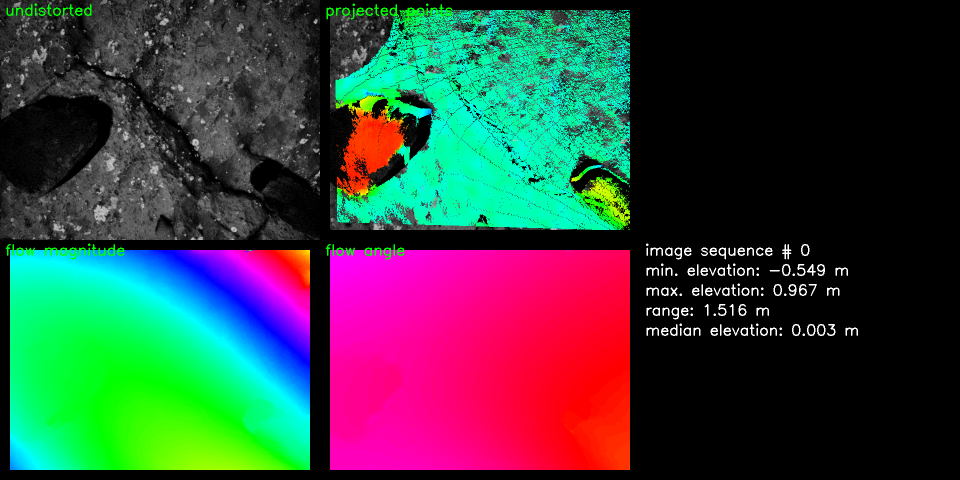 undistorted
projected points
flow magnitude
flow angle
image sequence # 0
min. elevation: −0.549 m
max. elevation: 0.967 m
range: 1.516 m
median elevation: 0.003 m